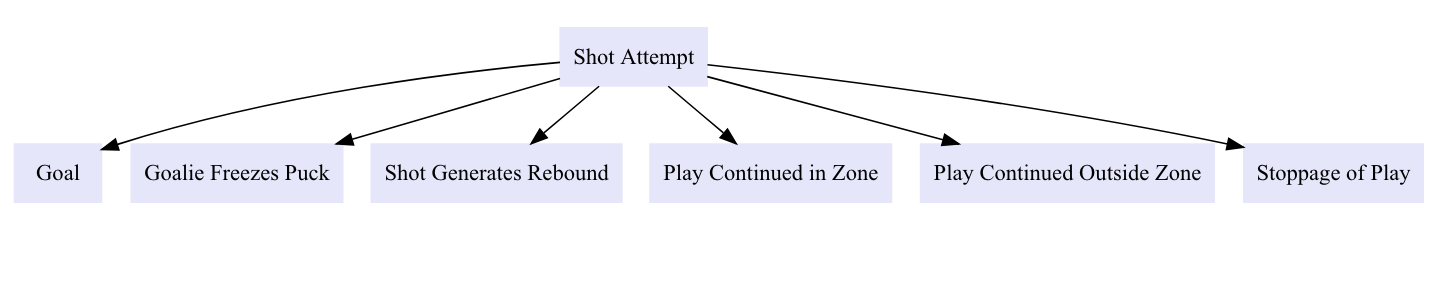 Shot Attempt
Goal
Goalie Freezes Puck
Shot Generates Rebound
Play Continued in Zone
Play Continued Outside Zone
Stoppage of Play